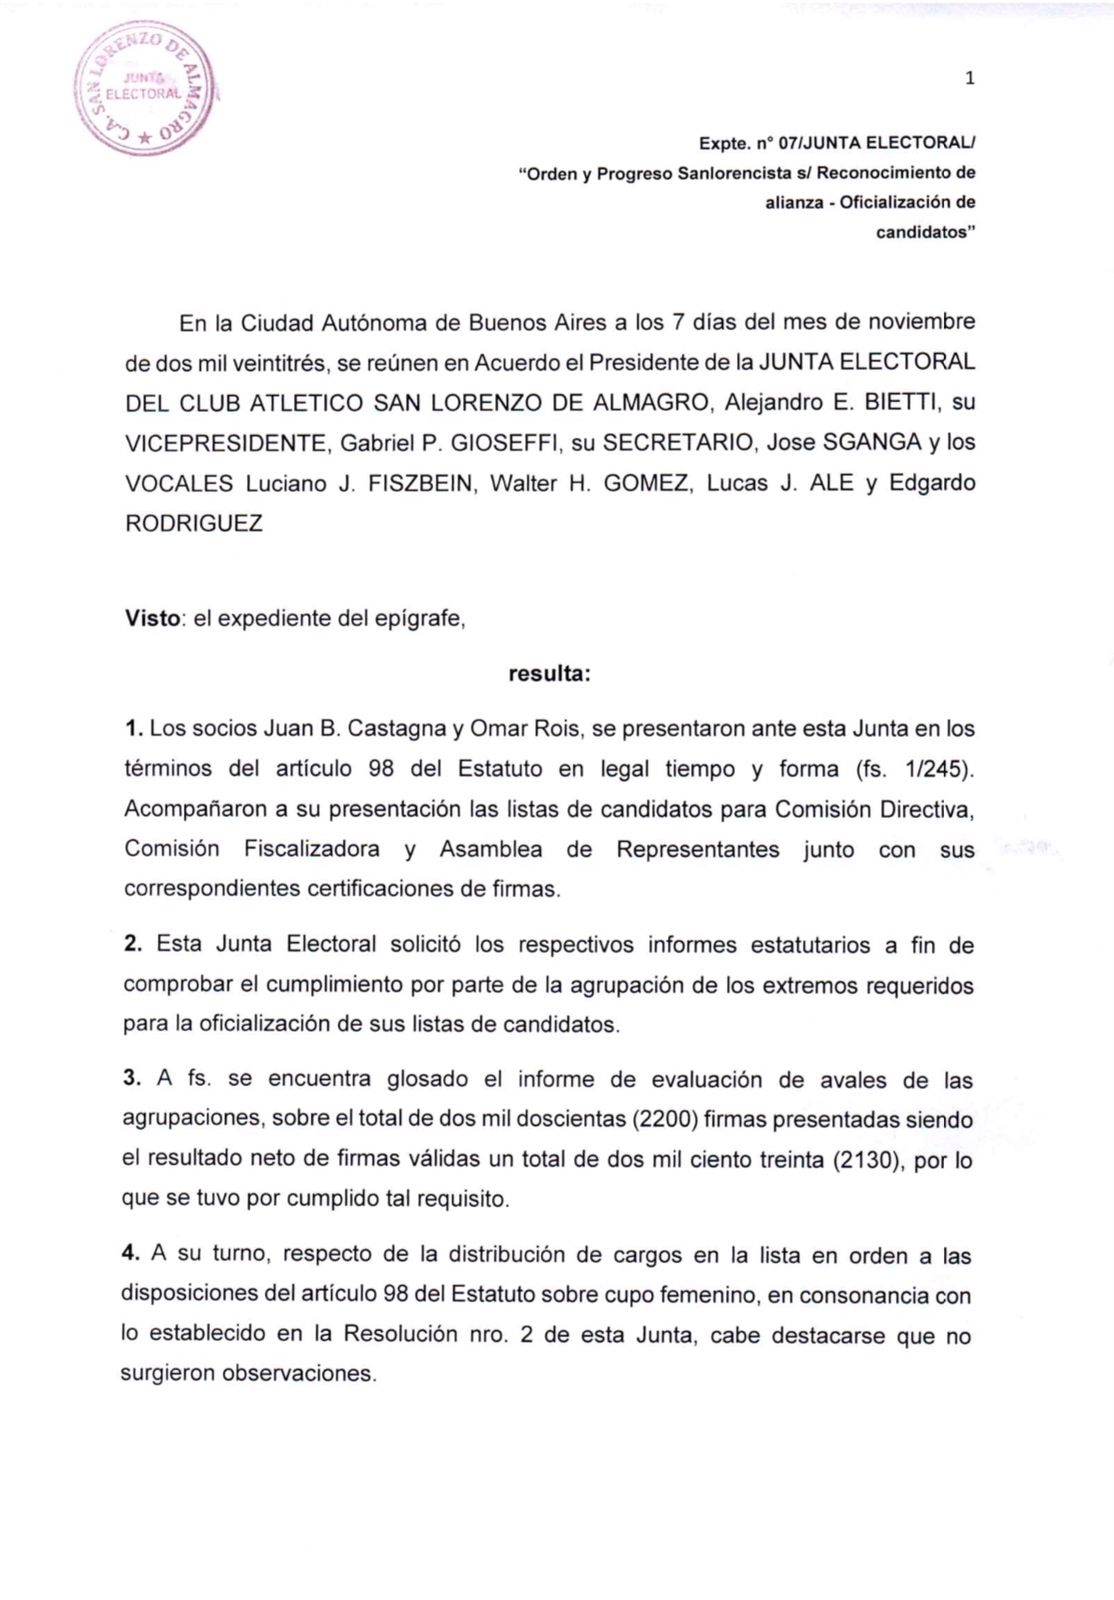 C.A. SAN LORENZO DE ALMAGRO
JUNTA
ELECTORAL
1
Expte. n° 07/JUNTA ELECTORAL/
“Orden y Progreso Sanlorencista s/ Reconocimiento de
alianza - Oficialización de
candidatos”
En la Ciudad Autónoma de Buenos Aires a los 7 días del mes de noviembre
de dos mil veintitrés, se reúnen en Acuerdo el Presidente de la JUNTA ELECTORAL
DEL CLUB ATLETICO SAN LORENZO DE ALMAGRO, Alejandro E. BIETTI, su
VICEPRESIDENTE, Gabriel P. GIOSEFFI, su SECRETARIO, Jose SGANGA y los
VOCALES Luciano J. FISZBEIN, Walter H. GOMEZ, Lucas J. ALE y Edgardo
RODRIGUEZ
Visto: el expediente del epígrafe,
resulta:
1. Los socios Juan B. Castagna y Omar Rois, se presentaron ante esta Junta en los
términos del artículo 98 del Estatuto en legal tiempo y forma (fs. 1/245).
Acompañaron a su presentación las listas de candidatos para Comisión Directiva,
Comisión Fiscalizadora y Asamblea de Representantes junto con sus
correspondientes certificaciones de firmas.
2. Esta Junta Electoral solicitó los respectivos informes estatutarios a fin de
comprobar el cumplimiento por parte de la agrupación de los extremos requeridos
para la oficialización de sus listas de candidatos.
3. A fs. se encuentra glosado el informe de evaluación de avales de las
agrupaciones, sobre el total de dos mil doscientas (2200) firmas presentadas siendo
el resultado neto de firmas válidas un total de dos mil ciento treinta (2130), por lo
que se tuvo por cumplido tal requisito.
4. A su turno, respecto de la distribución de cargos en la lista en orden a las
disposiciones del artículo 98 del Estatuto sobre cupo femenino, en consonancia con
lo establecido en la Resolución nro. 2 de esta Junta, cabe destacarse que no
surgieron observaciones.